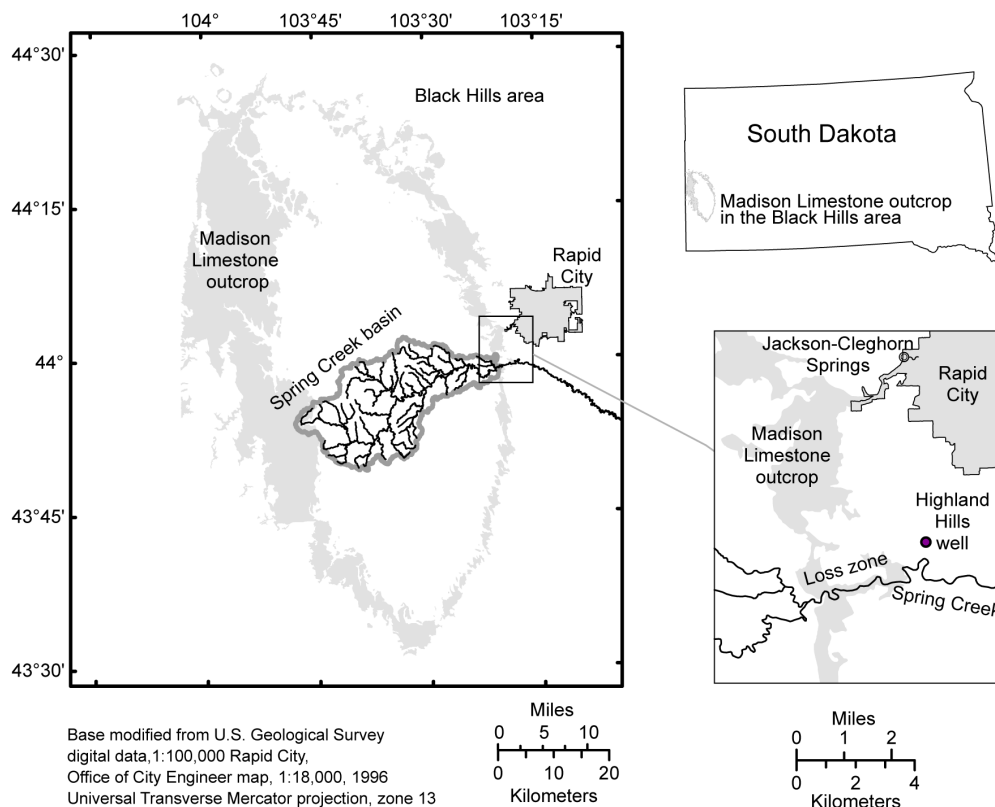 104°
103°45'
103°30'
103°15'
44°30'
44°15'
44°
43°45'
43°30'
Black Hills area
Madison
Limestone
outcrop
Rapid
City
Spring Creek basin
South Dakota
Madison Limestone outcrop
in the Black Hills area
Jackson-Cleghorn
Springs
Rapid
City
Madison
Limestone
outcrop
Highland
Hills
well
Loss zone
Spring Creek
Base modified from U.S. Geological Survey
digital data,1:100,000 Rapid City,
Office of City Engineer map, 1:18,000, 1996
Universal Transverse Mercator projection, zone 13
Miles
0 5 10
0 10 20
Kilometers
Miles
0 1 2
0 2 4
Kilometers